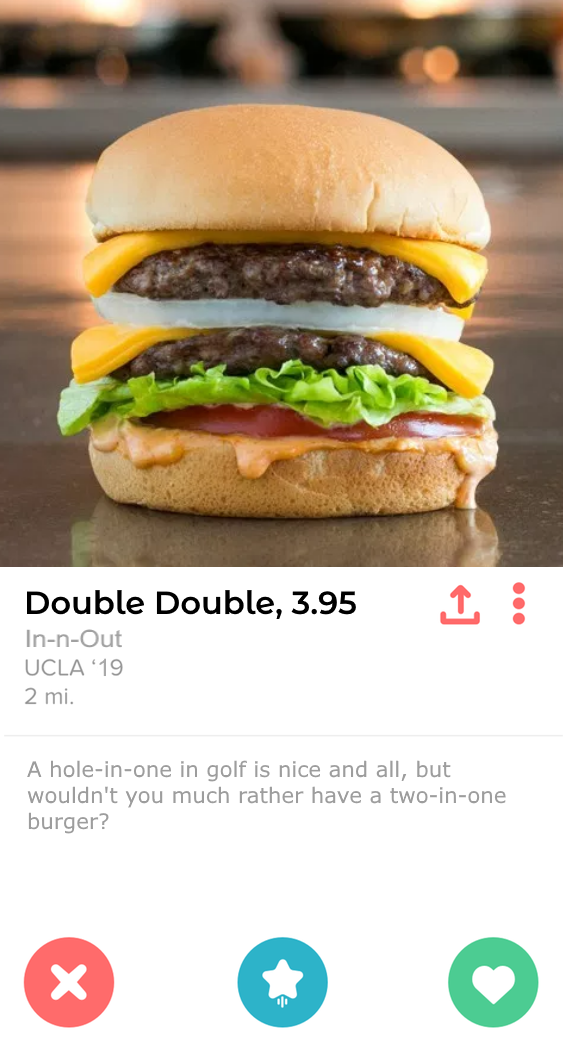 Double Double, 3.95
In-n-Out
UCLA ‘19
2 mi.
A hole-in-one in golf is nice and all, but
wouldn't you much rather have a two-in-one
burger?